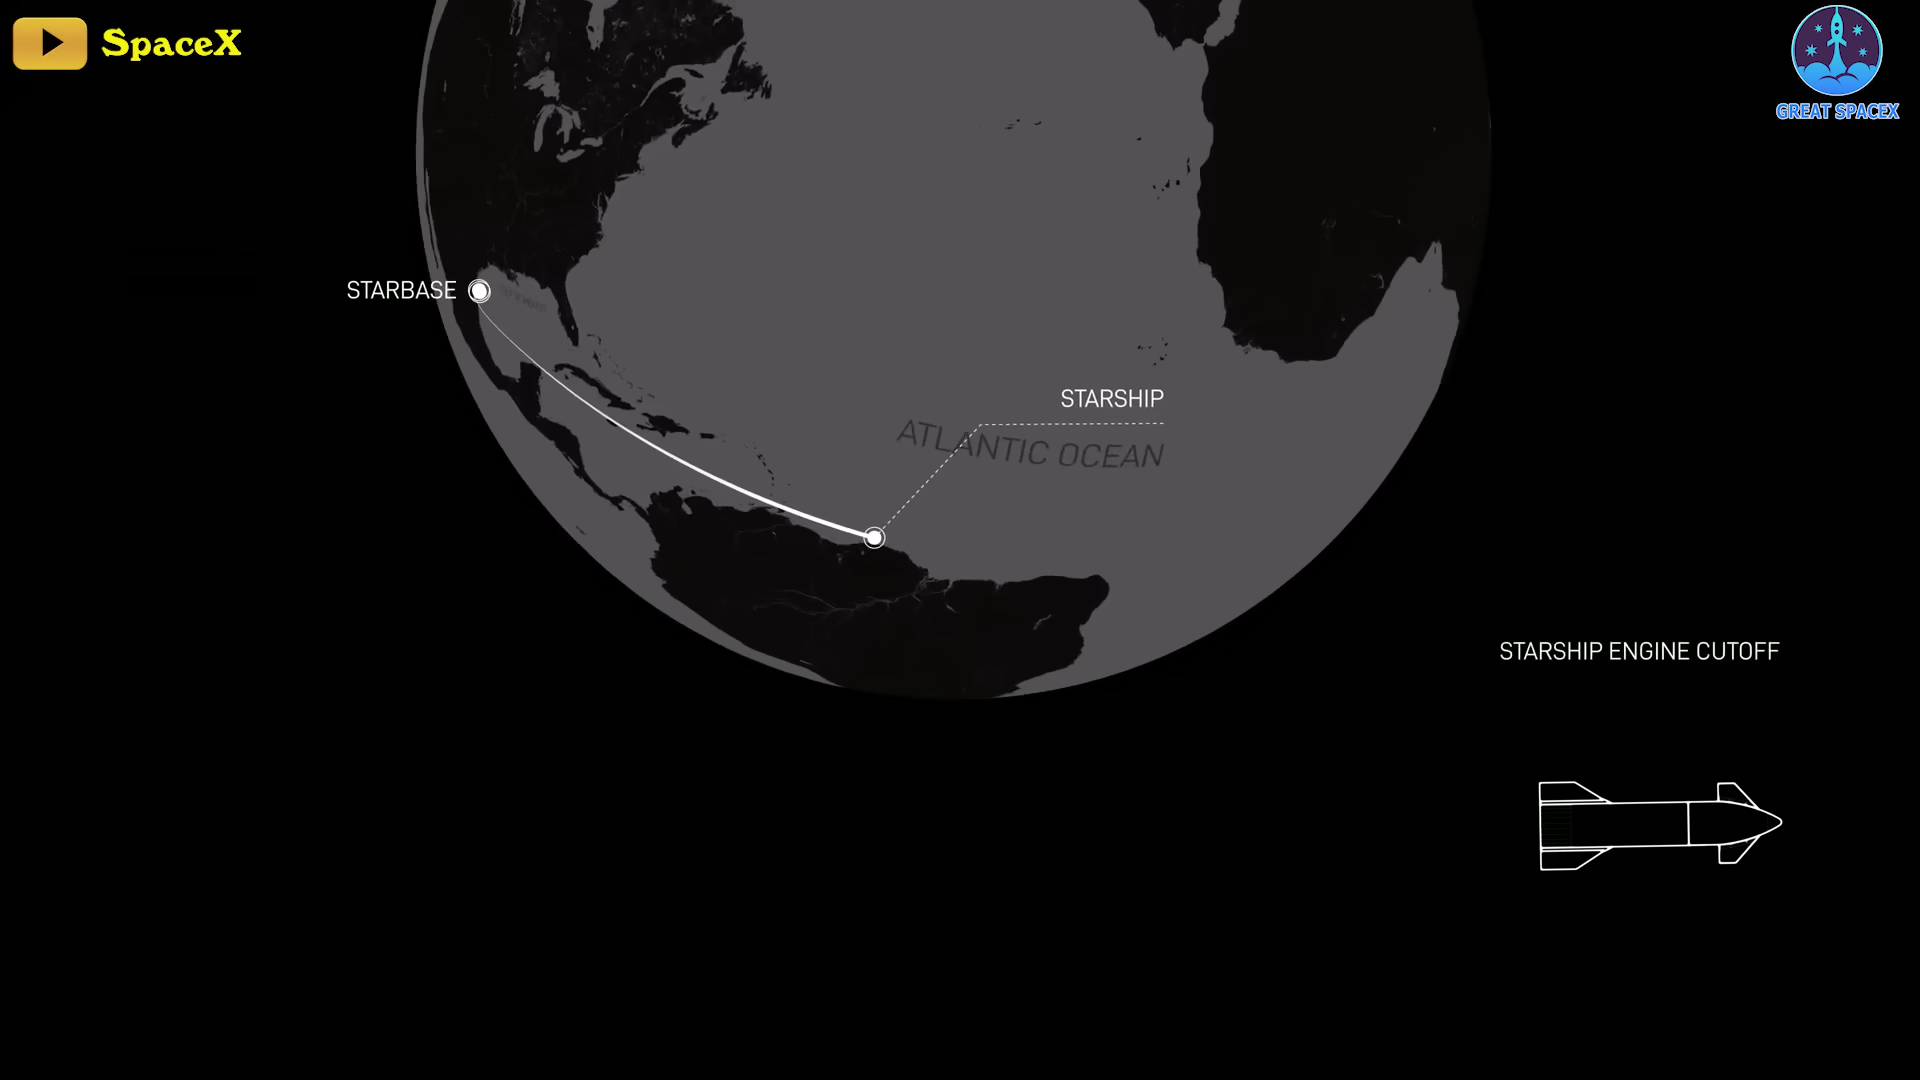 SpaceX
GREAT SPACEX
STARBASE
STARSHIP
ATLANTIC OCEAN
STARSHIP ENGINE CUTOFF